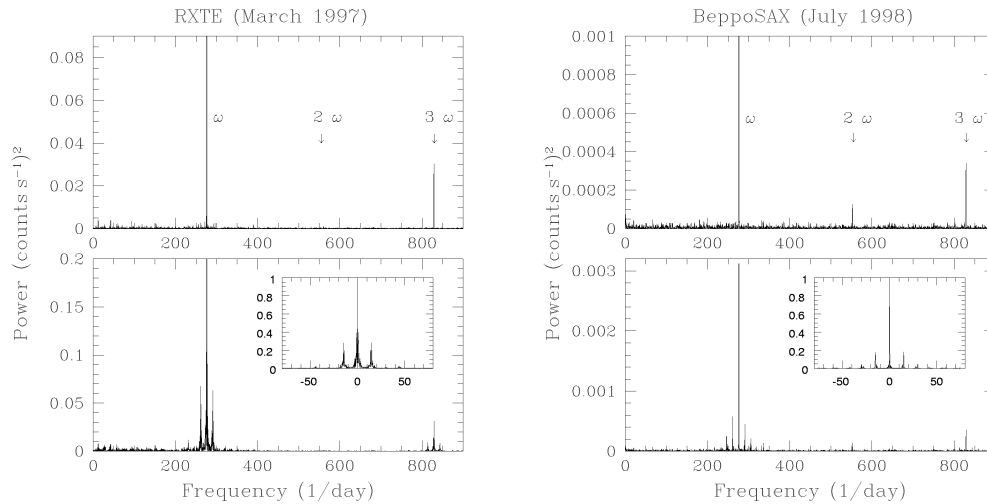 RXTE (March 1997)
BeppoSAX (July 1998)
Power (counts s⁻¹)²
0.08
0.06
0.04
0.02
0
ω
2 ω
↓
3 ω
↓
0 200 400 600 800
0.2
0.15
0.1
0.05
0
1
0.8
0.6
0.4
0.2
0
-50 0 50
0 200 400 600 800
Frequency (1/day)
Power (counts s⁻¹)²
0.001
0.0008
0.0006
0.0004
0.0002
0
ω
2 ω
↓
3 ω
↓
0 200 400 600 800
0.003
0.002
0.001
0
1
0.8
0.6
0.4
0.2
0
-50 0 50
0 200 400 600 800
Frequency (1/day)